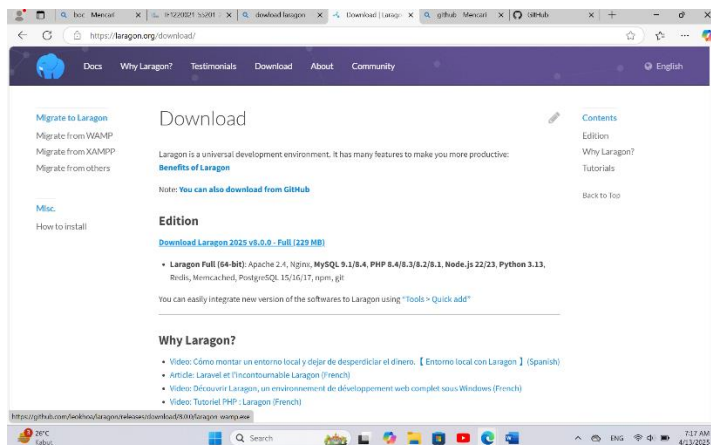 boc Mencari
dowload laragon
Download | Larago
github Mencari
GitHub
https://laragon.org/download/
Docs Why Laragon? Testimonials Download About Community English
Migrate to Laragon
Migrate from WAMP
Migrate from XAMPP
Migrate from others
Misc.
How to install
Download
Laragon is a universal development environment. It has many features to make you more productive:
Benefits of Laragon
Note: You can also download from GitHub
Edition
Download Laragon 2025 v8.0.0 - Full (229 MB)
• Laragon Full (64-bit): Apache 2.4, Nginx, MySQL 9.1/8.4, PHP 8.4/8.3/8.2/8.1, Node.js 22/23, Python 3.13,
Redis, Memcached, PostgreSQL 15/16/17, npm, git
You can easily integrate new version of the softwares to Laragon using "Tools > Quick add"
Why Laragon?
• Video: Cómo montar un entorno local y dejar de desperdiciar el dinero.【 Entorno local con Laragon 】 (Spanish)
• Article: Laravel et l'incontournable Laragon (French)
• Video: Découvrir Laragon, un environnement de développement web complet sous Windows (French)
• Video: Tutoriel PHP : Laragon (French)
Contents
Edition
Why Laragon?
Tutorials
Back to Top
https://github.com/leokhoa/laragon/releases/download/8.0.0/laragon-wamp.exe
26°C
Kabut
Search
ENG
7:17 AM
4/13/2025